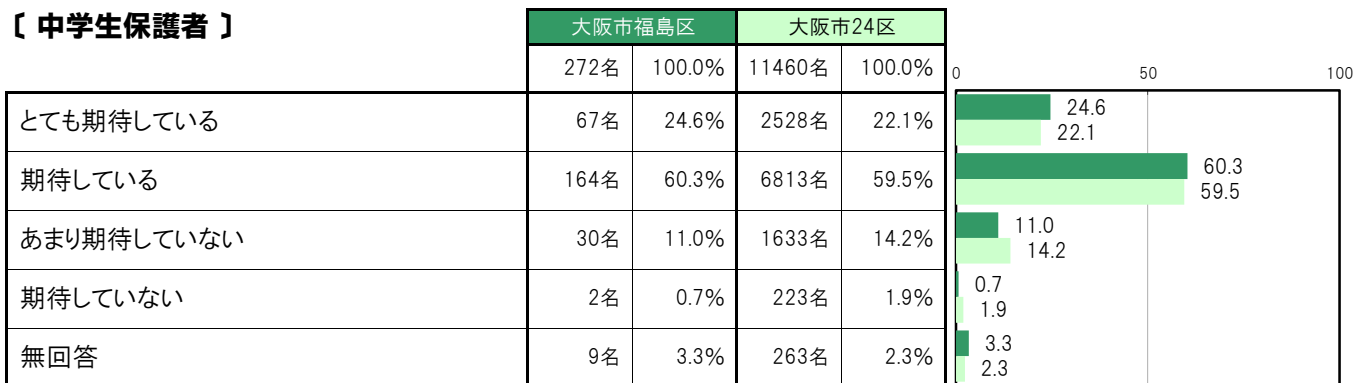 〔 中学生保護者 〕
大阪市福島区 大阪市24区
272名 100.0% 11460名 100.0%
0 50 100
とても期待している 67名 24.6% 2528名 22.1%
24.6
22.1
期待している 164名 60.3% 6813名 59.5%
60.3
59.5
あまり期待していない 30名 11.0% 1633名 14.2%
11.0
14.2
期待していない 2名 0.7% 223名 1.9%
0.7
1.9
無回答 9名 3.3% 263名 2.3%
3.3
2.3